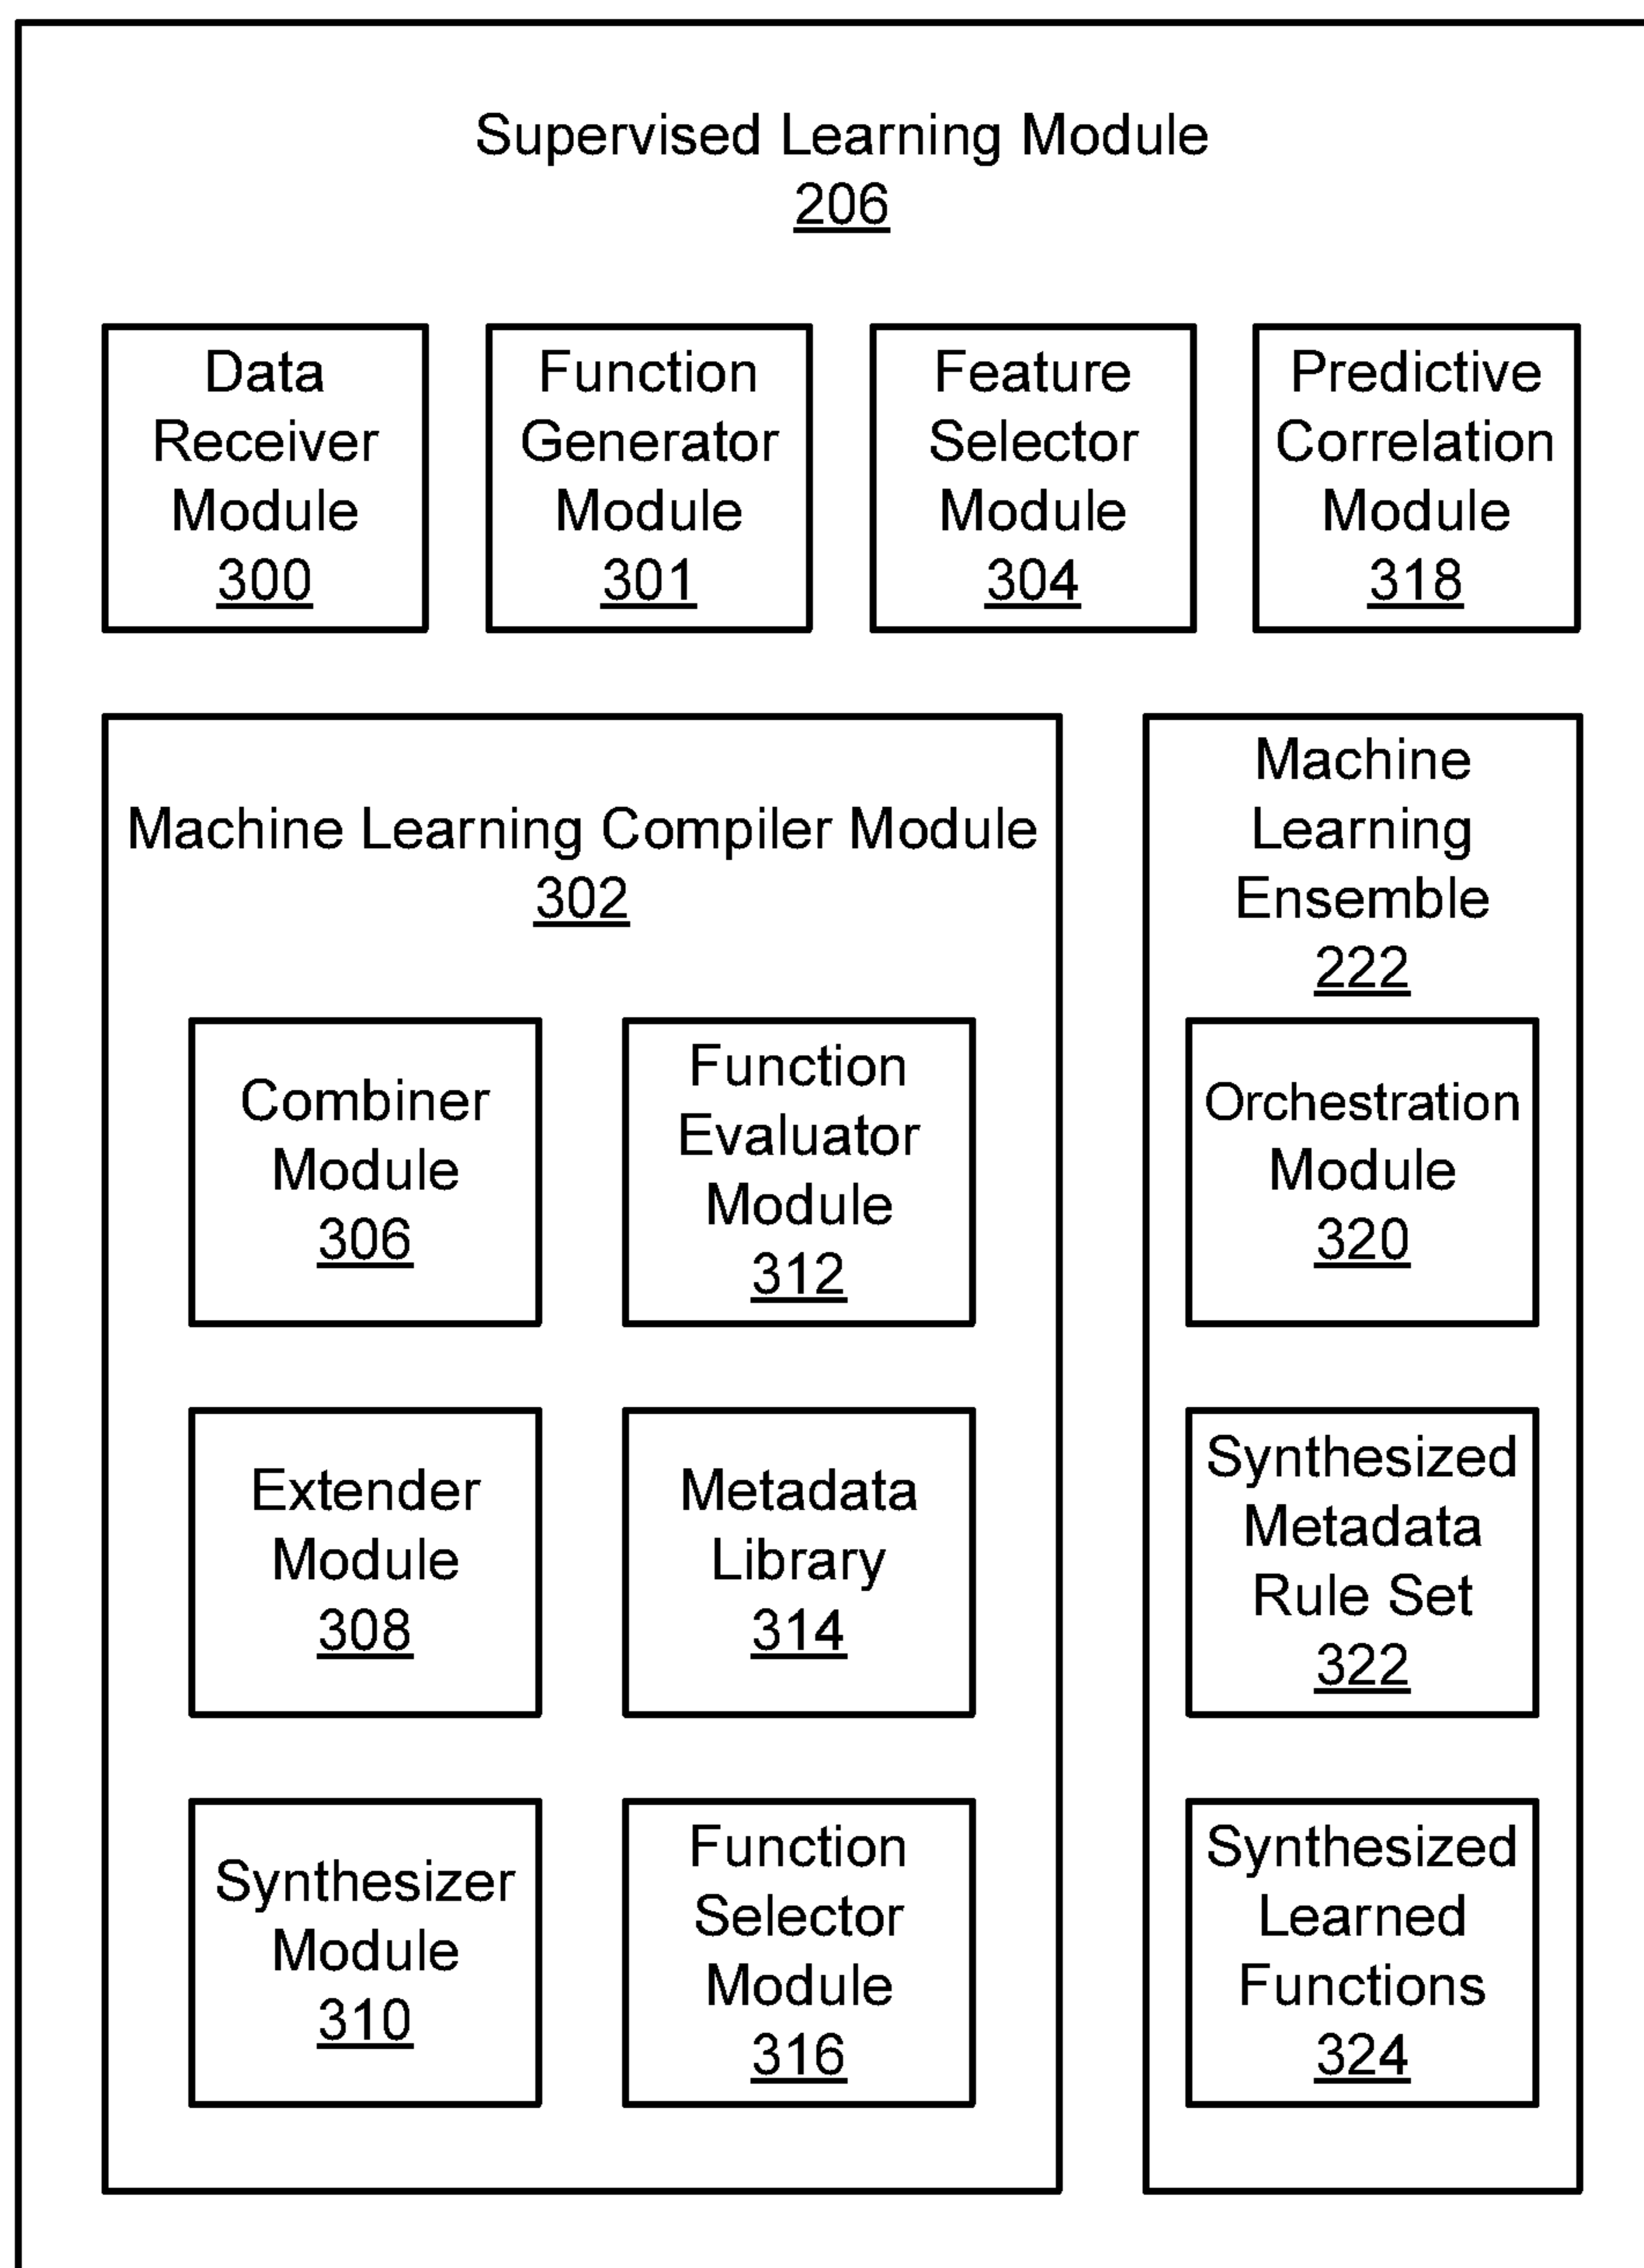 Supervised Learning Module
206
Data
Receiver
Module
300
Function
Generator
Module
301
Feature
Selector
Module
304
Predictive
Correlation
Module
318
Machine Learning Compiler Module
302
Combiner
Module
306
Function
Evaluator
Module
312
Extender
Module
308
Metadata
Library
314
Synthesizer
Module
310
Function
Selector
Module
316
Machine
Learning
Ensemble
222
Orchestration
Module
320
Synthesized
Metadata
Rule Set
322
Synthesized
Learned
Functions
324